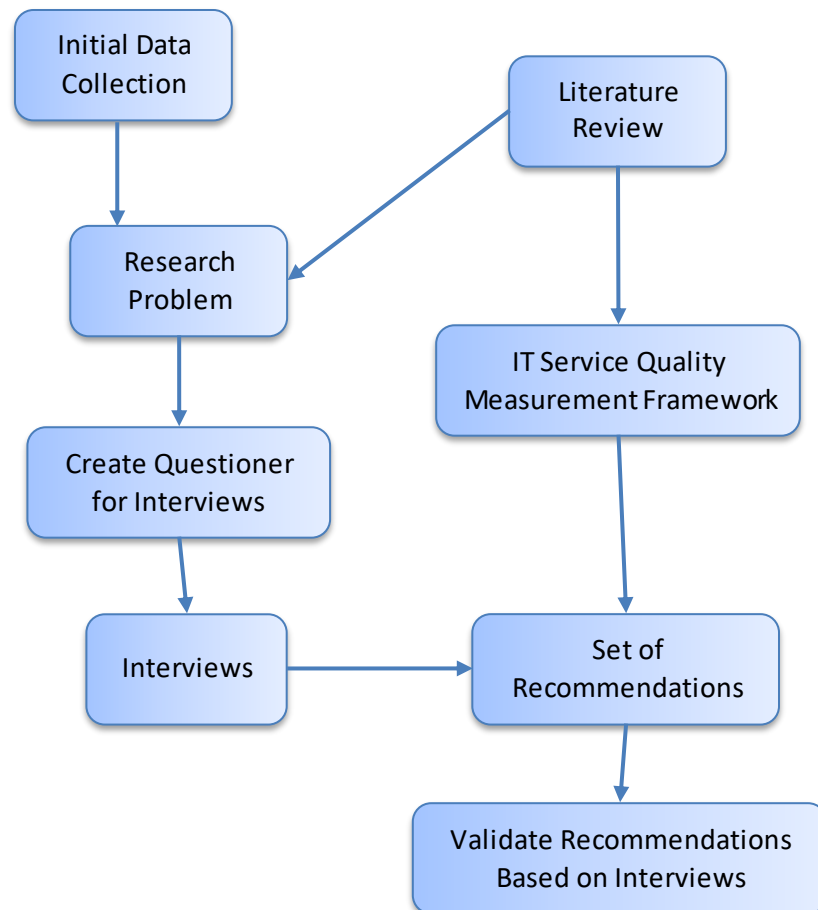 Initial Data
Collection
Literature
Review
Research
Problem
IT Service Quality
Measurement Framework
Create Questioner
for Interviews
Interviews
Set of
Recommendations
Validate Recommendations
Based on Interviews